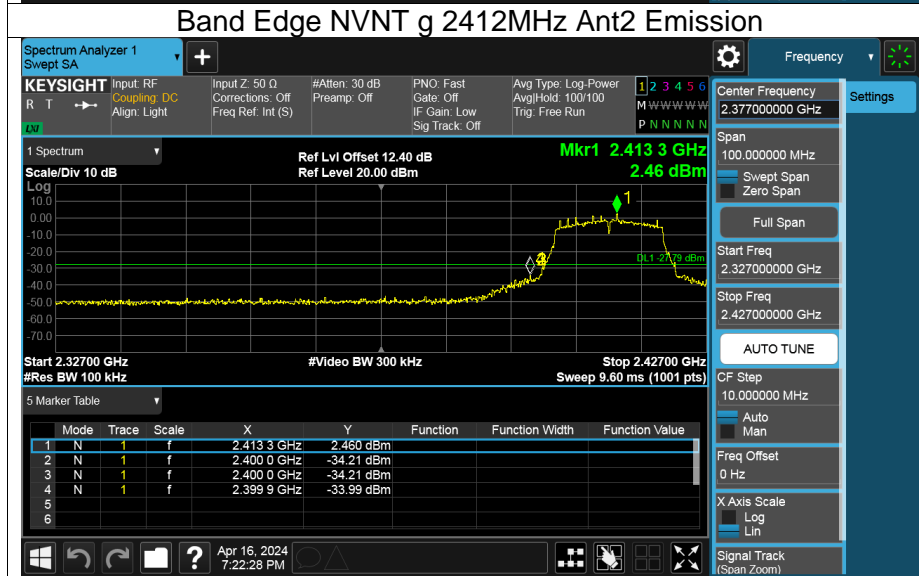 Band Edge NVNT g 2412MHz Ant2 Emission
Spectrum Analyzer 1
Swept SA
+
Frequency
KEYSIGHT
R T
LXI
Input: RF
Coupling: DC
Align: Light
Input Z: 50 Ω
Corrections: Off
Freq Ref: Int (S)
#Atten: 30 dB
Preamp: Off
PNO: Fast
Gate: Off
IF Gain: Low
Sig Track: Off
Avg Type: Log-Power
Avg|Hold: 100/100
Trig: Free Run
1 2 3 4 5 6
M W W W W W
P N N N N N
Center Frequency
2.377000000 GHz
Settings
1 Spectrum
Scale/Div 10 dB
Ref Lvl Offset 12.40 dB
Ref Level 20.00 dBm
Mkr1 2.413 3 GHz
2.46 dBm
Span
100.000000 MHz
Swept Span
Zero Span
Full Span
Start Freq
2.327000000 GHz
Stop Freq
2.427000000 GHz
AUTO TUNE
CF Step
10.000000 MHz
Auto
Man
Freq Offset
0 Hz
X Axis Scale
Log
Lin
Signal Track
(Span Zoom)
Log
10.0
0.00
-10.0
-20.0
-30.0
-40.0
-50.0
-60.0
-70.0
1
DL1 -27.79 dBm
Start 2.32700 GHz
#Res BW 100 kHz
#Video BW 300 kHz
Stop 2.42700 GHz
Sweep 9.60 ms (1001 pts)
5 Marker Table
Mode Trace Scale X Y Function Function Width Function Value
1 N 1 f 2.413 3 GHz 2.460 dBm
2 N 1 f 2.400 0 GHz -34.21 dBm
3 N 1 f 2.400 0 GHz -34.21 dBm
4 N 1 f 2.399 9 GHz -33.99 dBm
5
6
?
Apr 16, 2024
7:22:28 PM